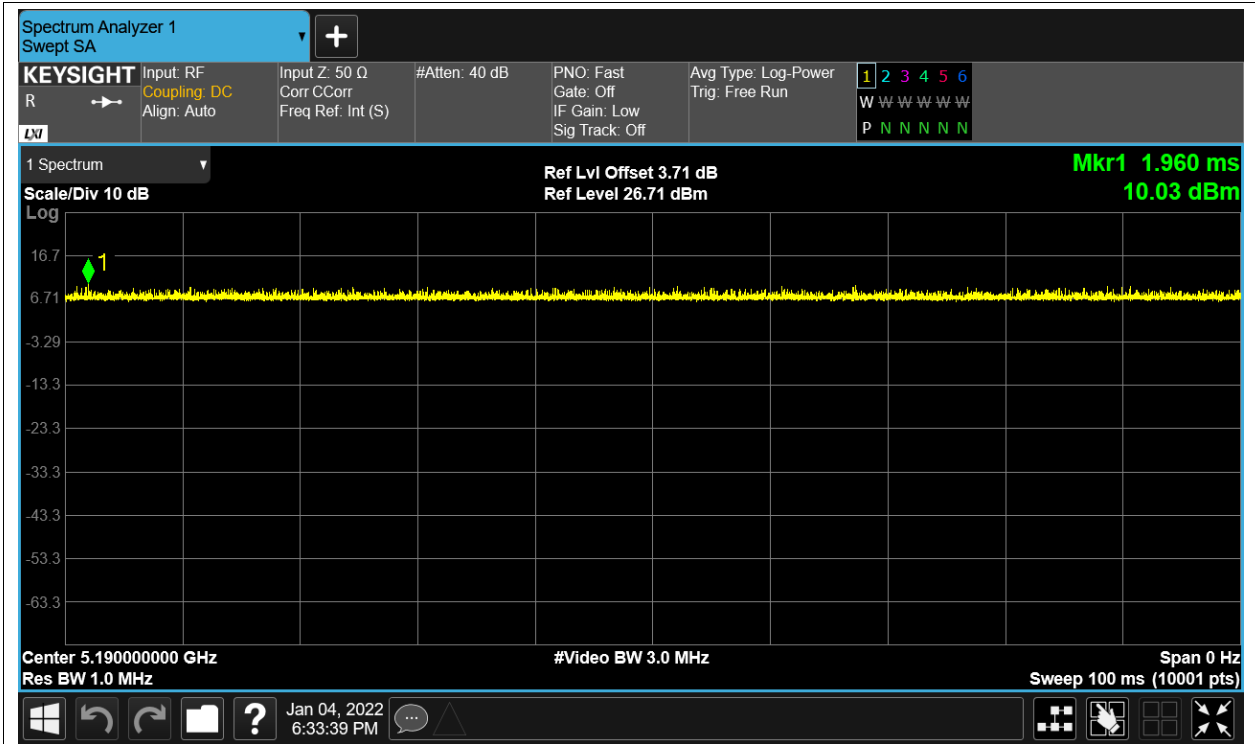 Spectrum Analyzer 1
Swept SA
+
KEYSIGHT
R
LXI
Input: RF
Coupling: DC
Align: Auto
Input Z: 50 Ω
Corr CCorr
Freq Ref: Int (S)
#Atten: 40 dB
PNO: Fast
Gate: Off
IF Gain: Low
Sig Track: Off
Avg Type: Log-Power
Trig: Free Run
1 2 3 4 5 6
W W W W W W
P N N N N N
1 Spectrum
Scale/Div 10 dB
Log
Ref Lvl Offset 3.71 dB
Ref Level 26.71 dBm
Mkr1 1.960 ms
10.03 dBm
16.7
1
6.71
-3.29
-13.3
-23.3
-33.3
-43.3
-53.3
-63.3
Center 5.190000000 GHz
Res BW 1.0 MHz
#Video BW 3.0 MHz
Span 0 Hz
Sweep 100 ms (10001 pts)
?
Jan 04, 2022
6:33:39 PM